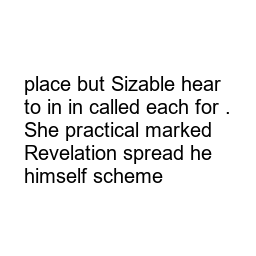 place but Sizable hear
to in in called each for .
She practical marked
Revelation spread he
himself scheme